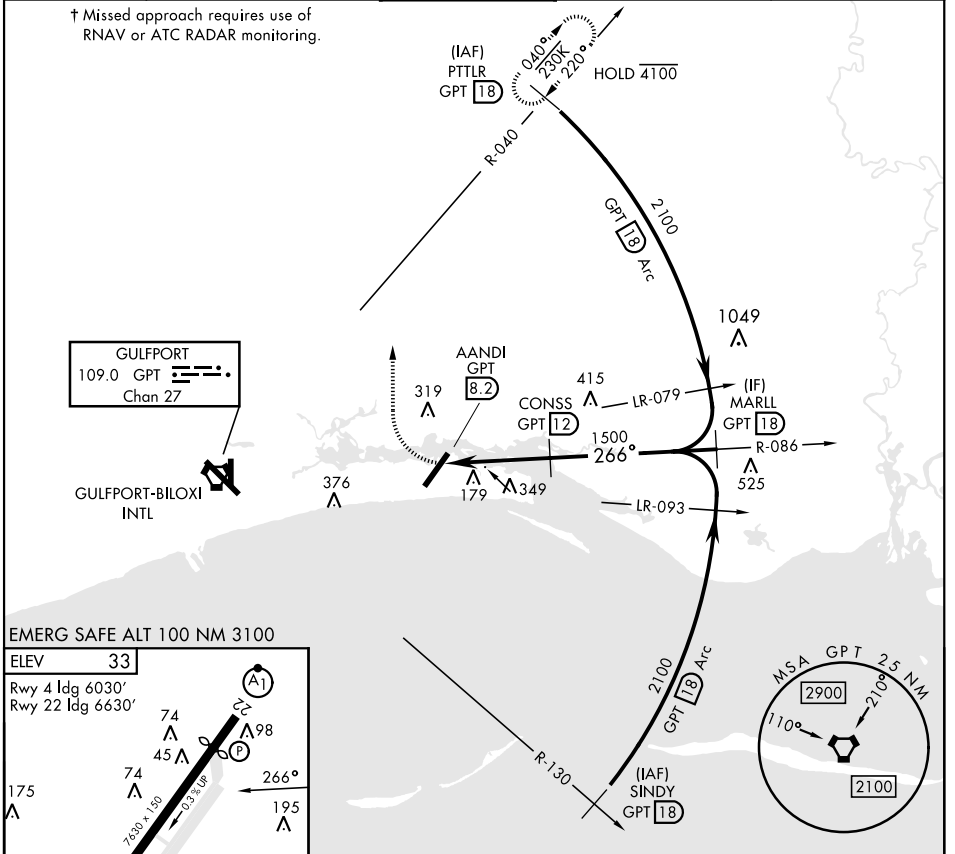 † Missed approach requires use of
RNAV or ATC RADAR monitoring.
(IAF)
PTTLR
GPT 18
040°
230K
220°
HOLD 4100
R-040
2100
GPT 18 Arc
1049
GULFPORT
109.0 GPT
Chan 27
AANDI
GPT
8.2
319
415
LR-079
CONSS
GPT 12
(IF)
MARLL
GPT 18
1500
266°
R-086
525
GULFPORT-BILOXI
INTL
376
179
349
LR-093
EMERG SAFE ALT 100 NM 3100
ELEV 33
Rwy 4 ldg 6030'
Rwy 22 ldg 6630'
A1
22
74
98
45
P
74
266°
175
195
0.3% UP
7630 x 150
2100
GPT 18 Arc
R-130
(IAF)
SINDY
GPT 18
MSA GPT 25 NM
2900
210°
110°
2100